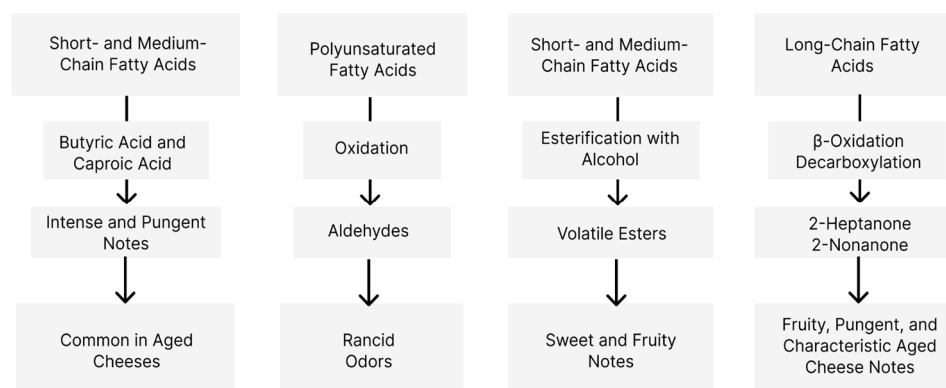 Short- and Medium-
Chain Fatty Acids
Butyric Acid and
Caproic Acid
Intense and Pungent
Notes
Common in Aged
Cheeses
Polyunsaturated
Fatty Acids
Oxidation
Aldehydes
Rancid
Odors
Short- and Medium-
Chain Fatty Acids
Esterification with
Alcohol
Volatile Esters
Sweet and Fruity
Notes
Long-Chain Fatty
Acids
β-Oxidation
Decarboxylation
2-Heptanone
2-Nonanone
Fruity, Pungent, and
Characteristic Aged
Cheese Notes